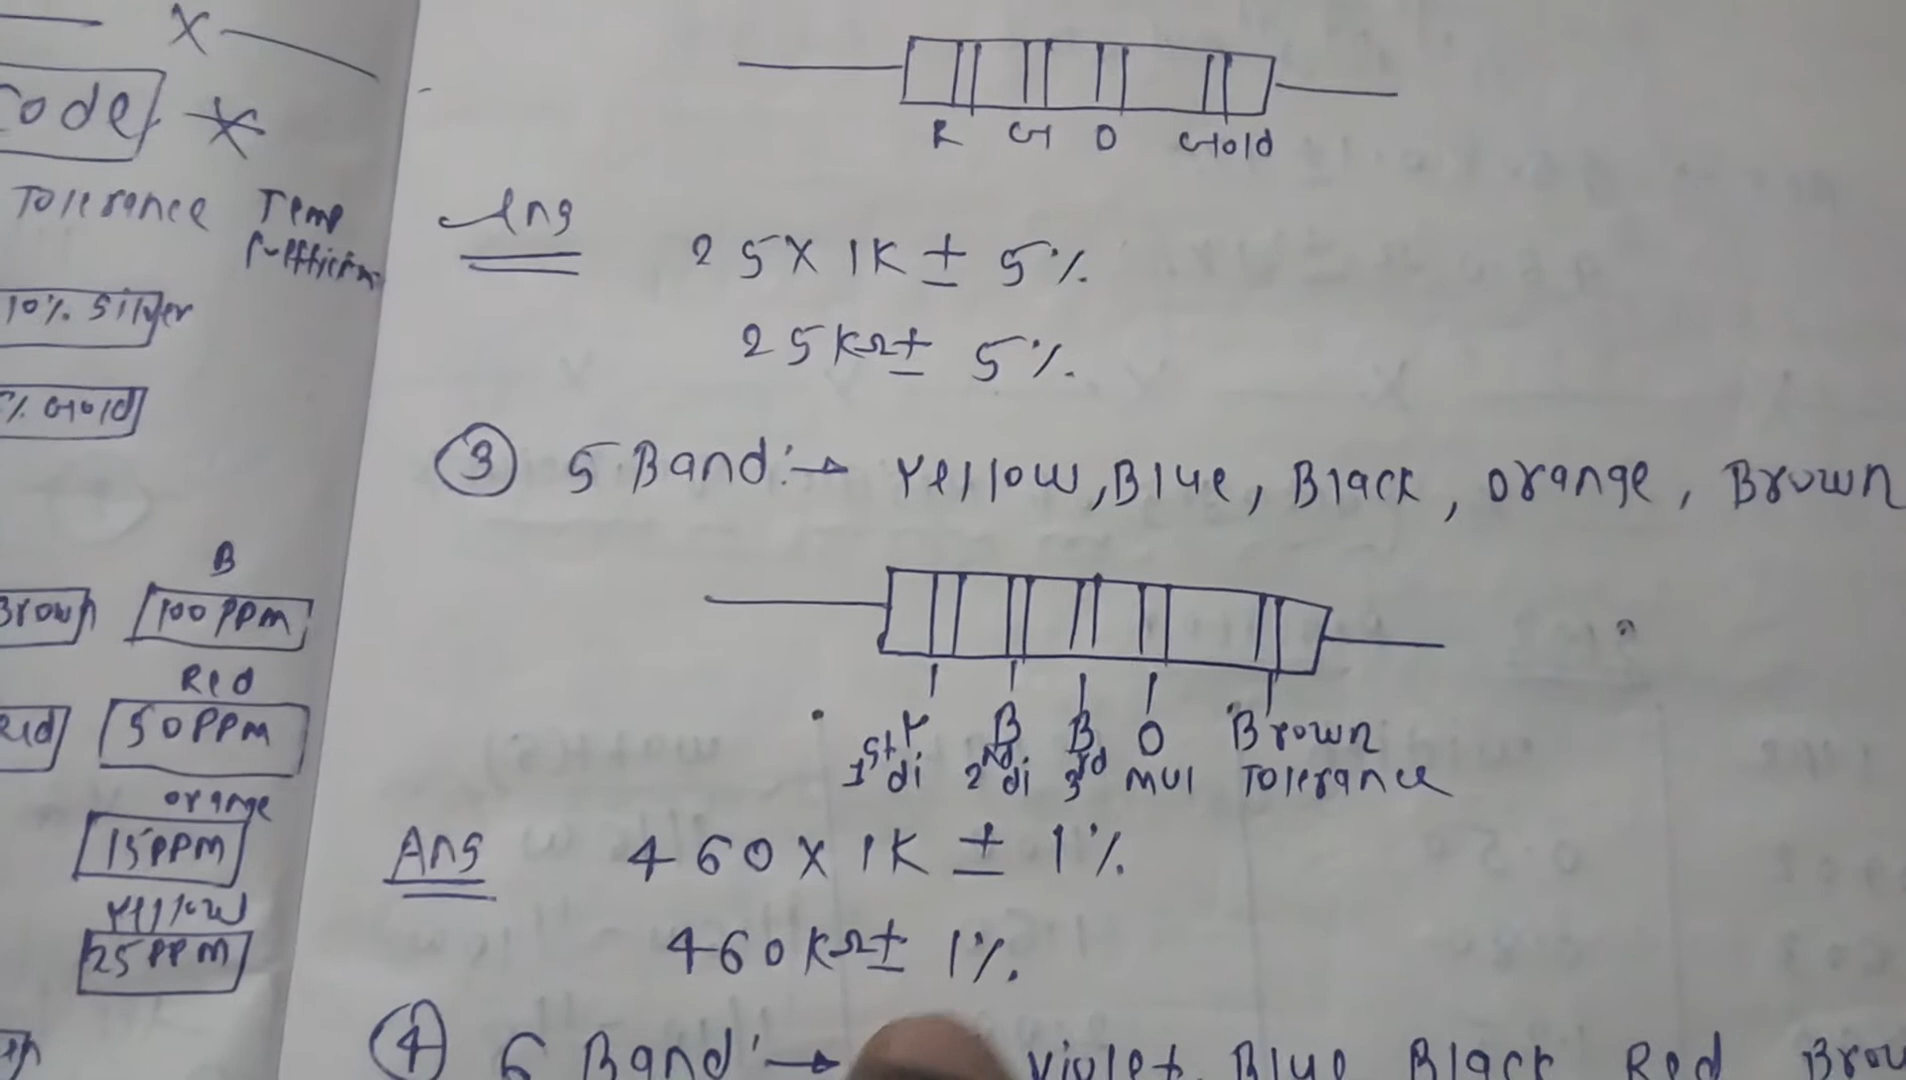 X
Code
Tolerance Temp
10% Silver
% Gold
B
Brown 100 PPm
Red
Red 50 PPm
orange
15 PPm
Yellow
25 PPm
R G O Gold
Ans
25 X 1K ± 5%
25 KΩ ± 5%.
3 5 Band:→ Yellow, Blue, Black, orange, Brown
Y B B O Brown
1st di 2nd di 3rd mul Tolerance
Ans 460 X 1K ± 1%.
460 KΩ ± 1%.
4 6 Band:→ Violet, Blue Black Red Brow